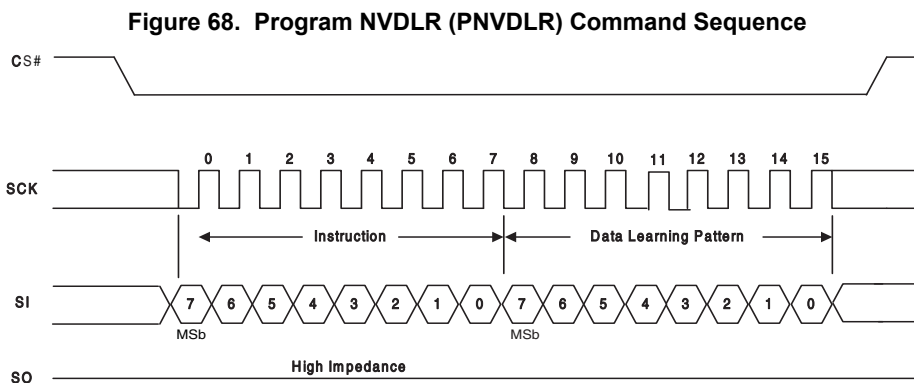 Figure 68. Program NVDLR (PNVDLR) Command Sequence
CS#
0 1 2 3 4 5 6 7 8 9 10 11 12 13 14 15
SCK
Instruction Data Learning Pattern
SI 7 6 5 4 3 2 1 0 7 6 5 4 3 2 1 0
MSb MSb
High Impedance
SO